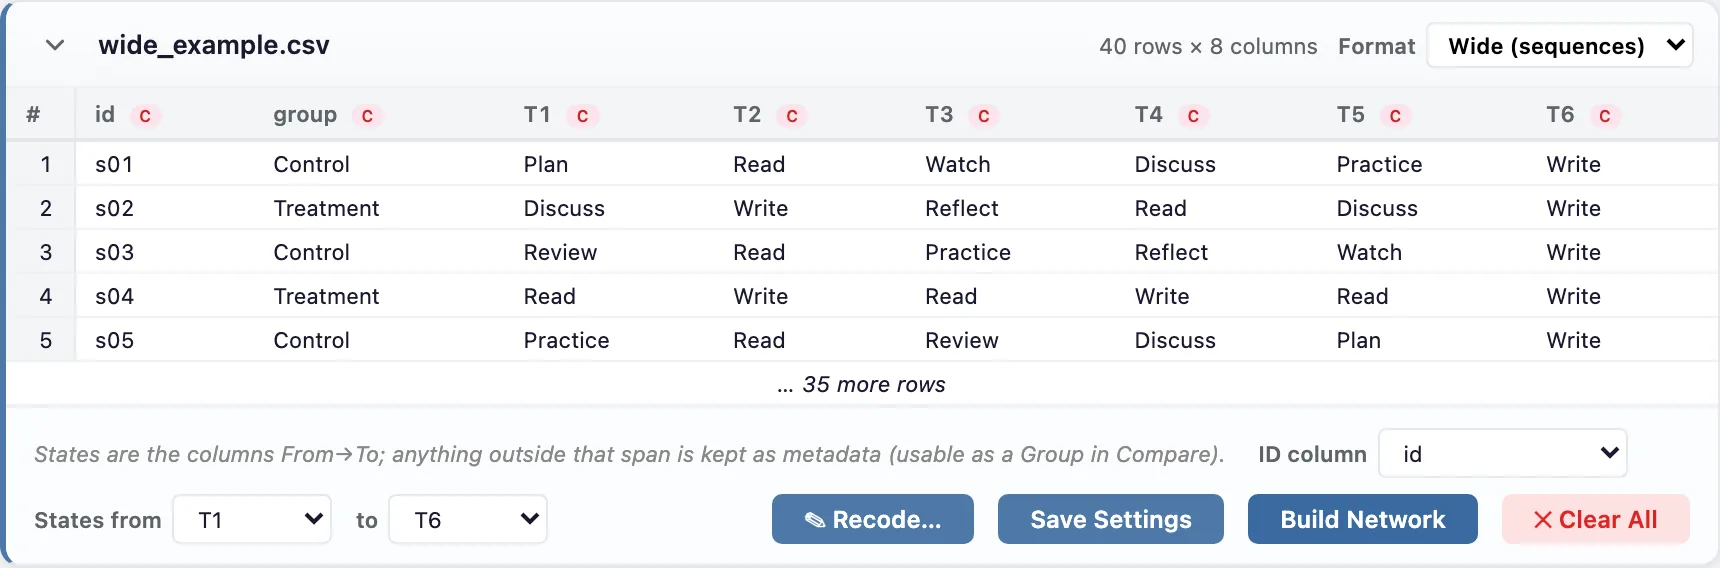 wide_example.csv 40 rows × 8 columns Format Wide (sequences)
# id C group C T1 C T2 C T3 C T4 C T5 C T6 C
1 s01 Control Plan Read Watch Discuss Practice Write
2 s02 Treatment Discuss Write Reflect Read Discuss Write
3 s03 Control Review Read Practice Reflect Watch Write
4 s04 Treatment Read Write Read Write Read Write
5 s05 Control Practice Read Review Discuss Plan Write
... 35 more rows
States are the columns From→To; anything outside that span is kept as metadata (usable as a Group in Compare). ID column id
States from T1 to T6 ✎ Recode... Save Settings Build Network ✕ Clear All